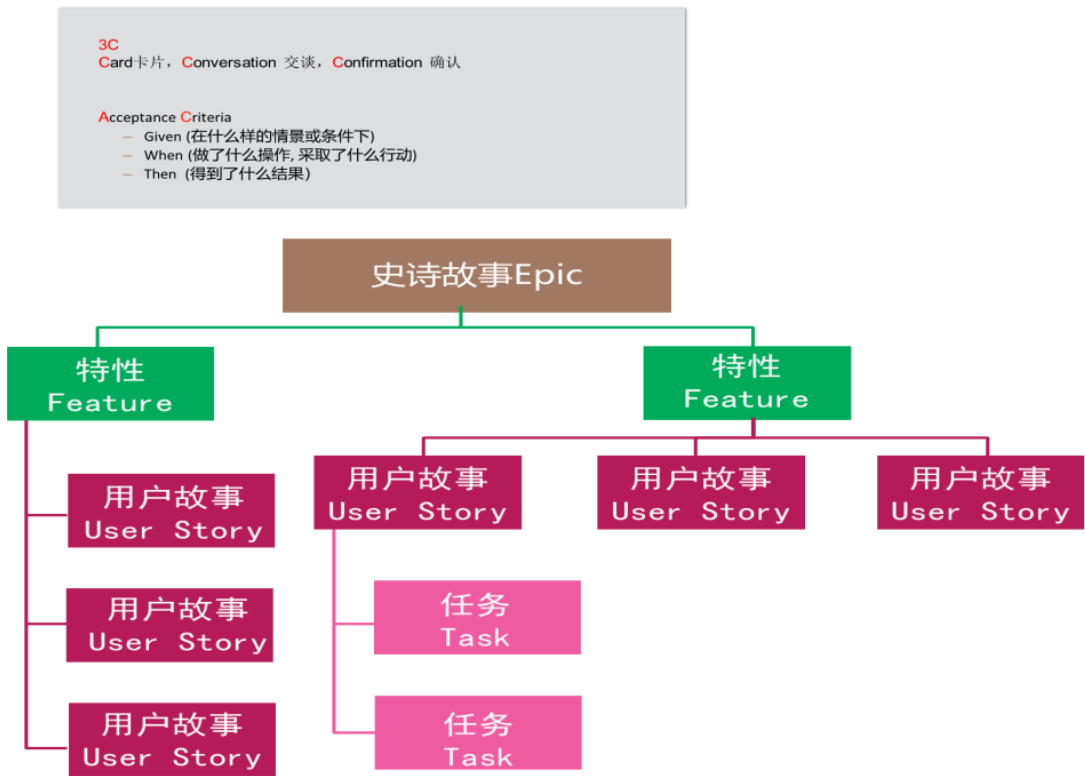 3C
Card卡片，Conversation 交谈，Confirmation 确认
Acceptance Criteria
– Given (在什么样的情景或条件下)
– When (做了什么操作, 采取了什么行动)
– Then (得到了什么结果)
史诗故事Epic
特性
Feature
特性
Feature
用户故事
User Story
用户故事
User Story
用户故事
User Story
用户故事
User Story
用户故事
User Story
用户故事
User Story
任务
Task
任务
Task